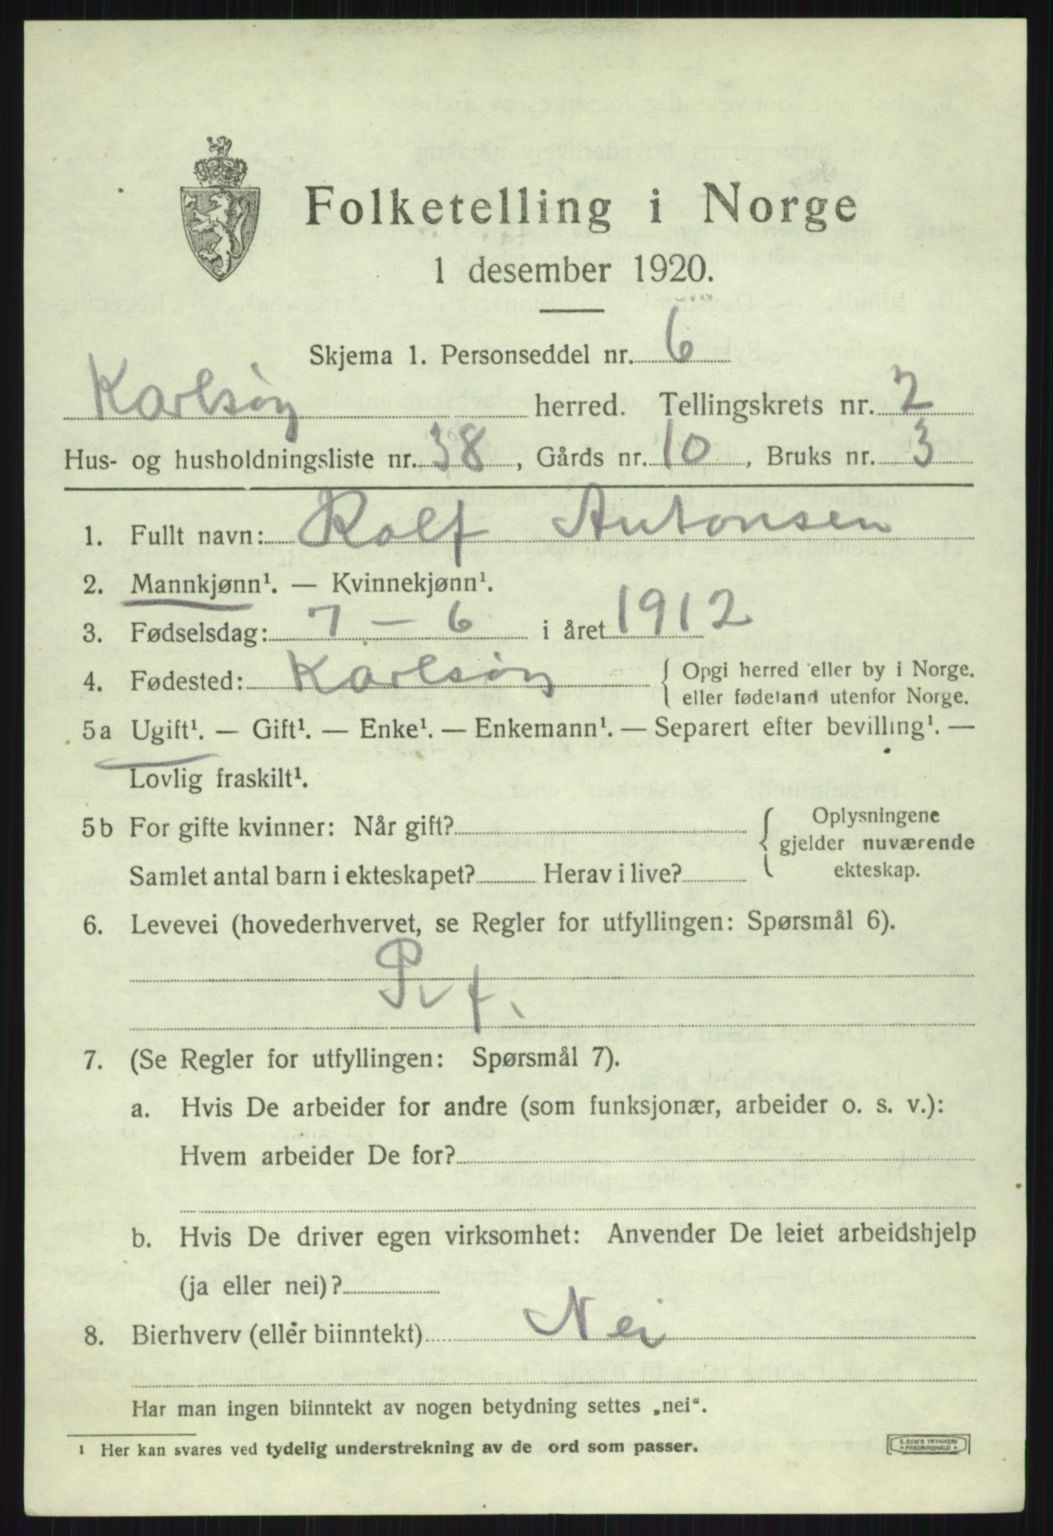 Folketelling i Norge
1 desember 1920.
Skjema 1. Personseddel nr. 6
Karlsøy herred. Tellingskrets nr. 2
Hus- og husholdningsliste nr. 38, Gårds nr. 10, Bruks nr. 3
1. Fullt navn: Rolf Antonsen
2. Mannkjønn¹. — Kvinnekjønn¹.
3. Fødselsdag: 7 - 6 i året 1912
4. Fødested: Karlsøy { Opgi herred eller by i Norge.
eller fødeland utenfor Norge.
5a Ugift¹. — Gift¹. — Enke¹. — Enkemann¹. — Separert efter bevilling¹. —
Lovlig fraskilt¹.
5b For gifte kvinner: Når gift? { Oplysningene
gjelder nuværende
Samlet antal barn i ekteskapet? Herav i live? ekteskap.
6. Levevei (hovederhvervet, se Regler for utfyllingen: Spørsmål 6).
P. f.
7. (Se Regler for utfyllingen: Spørsmål 7).
a. Hvis De arbeider for andre (som funksjonær, arbeider o. s. v.):
Hvem arbeider De for?
b. Hvis De driver egen virksomhet: Anvender De leiet arbeidshjelp
(ja eller nei)?
8. Bierhverv (eller biinntekt) Nei
Har man ingen biinntekt av nogen betydning settes „nei".
¹ Her kan svares ved tydelig understrekning av de ord som passer.